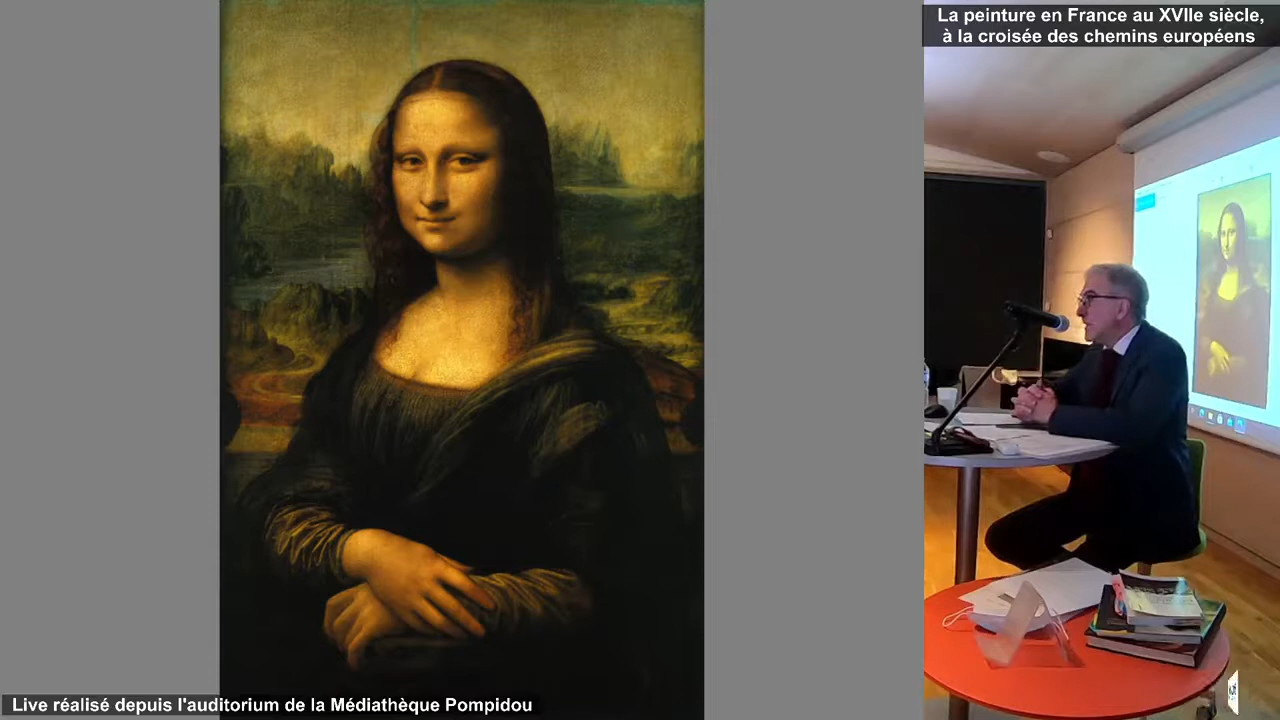 La peinture en France au XVIIe siècle,
à la croisée des chemins européens
Live réalisé depuis l'auditorium de la Médiathèque Pompidou